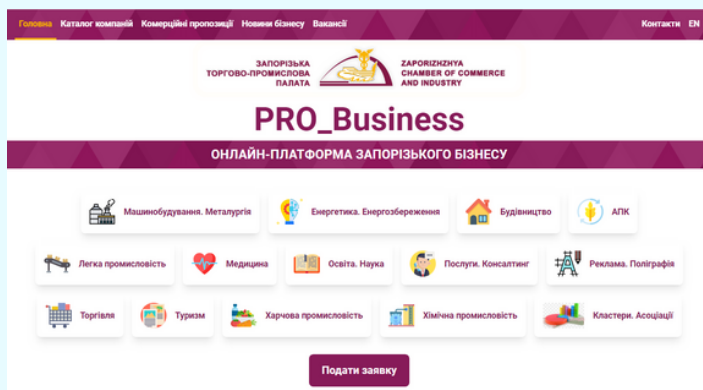 Головна Каталог компаній Комерційні пропозиції Новини бізнесу Вакансії Контакти EN
ЗАПОРІЗЬКА
ТОРГОВО-ПРОМИСЛОВА
ПАЛАТА
ZAPORIZHZHYA
CHAMBER OF COMMERCE
AND INDUSTRY
PRO_Business
ОНЛАЙН-ПЛАТФОРМА ЗАПОРІЗЬКОГО БІЗНЕСУ
Машинобудування. Металургія Енергетика. Енергозбереження Будівництво АПК
Легка промисловість Медицина Освіта. Наука Послуги. Консалтинг Реклама. Поліграфія
Торгівля Туризм Харчова промисловість Хімічна промисловість Кластери. Асоціації
Подати заявку